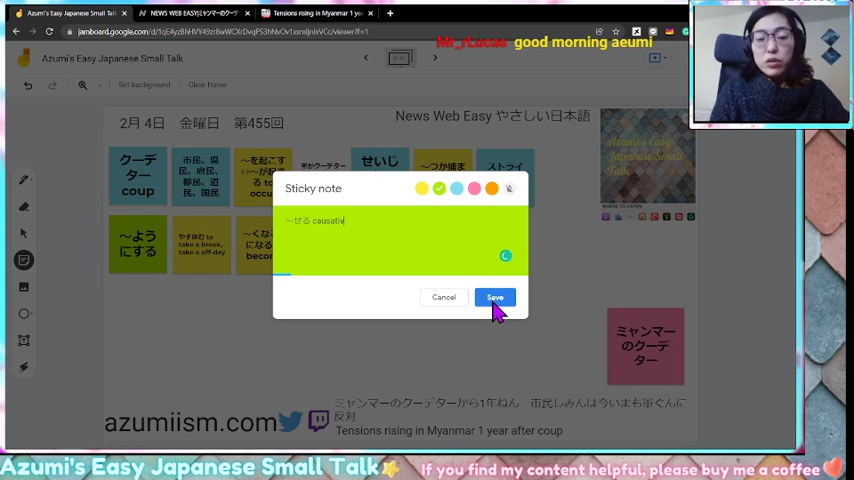 Azumi's Easy Japanese Small Talk
NEWS WEB EASY|ミャンマーのクーデ
Tensions rising in Myanmar 1 year
jamboard.google.com
Mr_rLucas good morning aeumi
Azumi's Easy Japanese Small Talk
Set background
Clear frame
2月 4日 金曜日 第455回
News Web Easy やさしい日本語
クーデ
ター
coup
市民、県
民、府民、
都民、道
民、国民
〜を起こす
軍がクーデター
せいじ
〜つか捕ま
ストライ
Azumi's Easy
Japanese Small
Talk
Sticky note
〜せる causativ
Cancel
Save
〜よう
にする
やす休む to
take a break,
take a off-day
〜くな
になる
becor
ミャンマー
のクーデ
ター
ミャンマーのクーデターから1年ねん 市民しみんは今いまも軍ぐんに
反対
Tensions rising in Myanmar 1 year after coup
azumiism.com
Azumi's Easy Japanese Small Talk
If you find my content helpful, please buy me a coffee